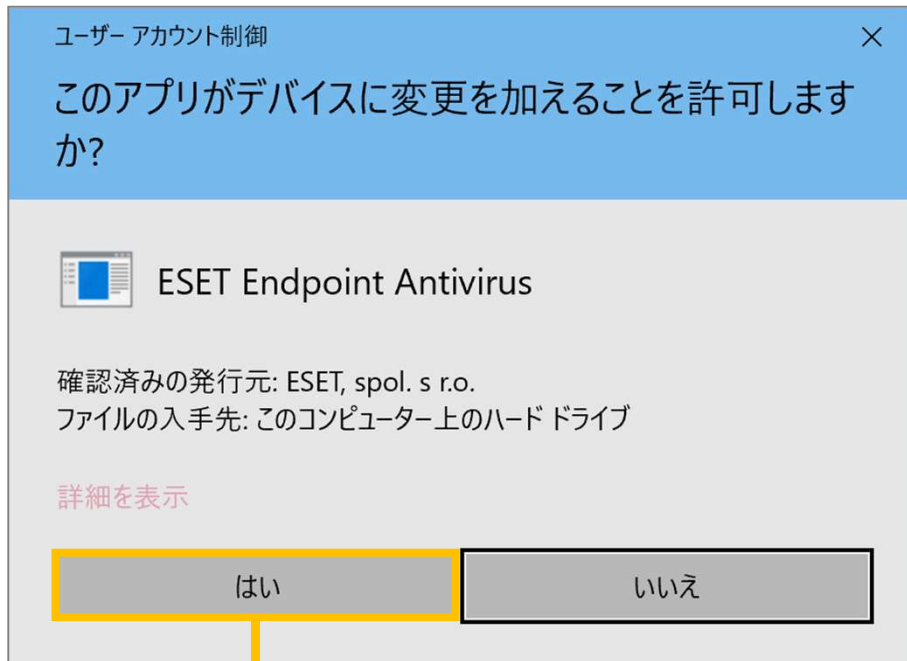 ユーザー アカウント制御
このアプリがデバイスに変更を加えることを許可します
か?
ESET Endpoint Antivirus
確認済みの発行元: ESET, spol. s r.o.
ファイルの入手先: このコンピューター上のハード ドライブ
詳細を表示
はい
いいえ